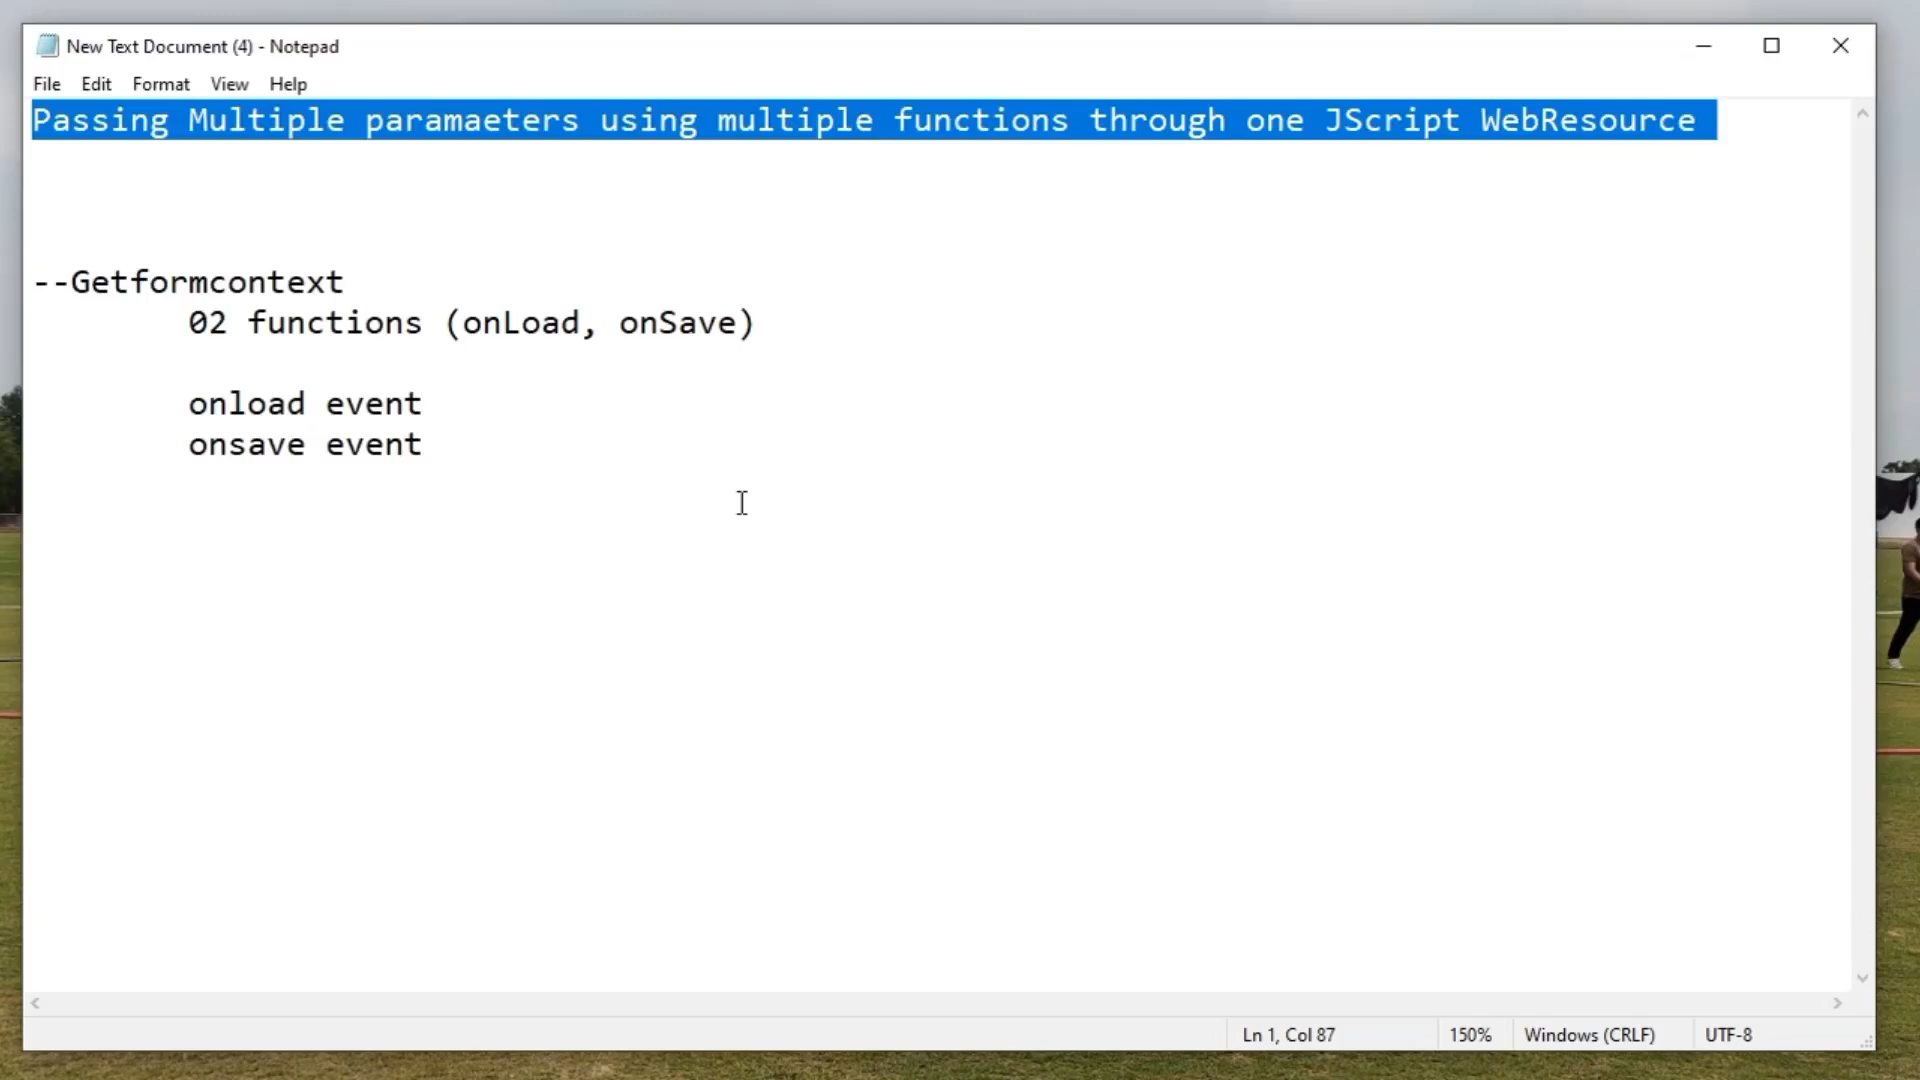 New Text Document (4) - Notepad
File Edit Format View Help
Passing Multiple paramaeters using multiple functions through one JScript WebResource
--Getformcontext
02 functions (onLoad, onSave)
onload event
onsave event
Ln 1, Col 87 150% Windows (CRLF) UTF-8